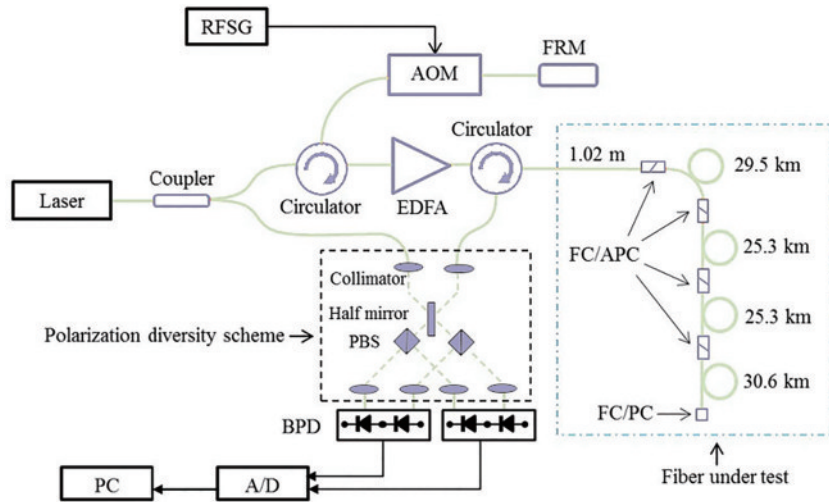 RFSG
AOM
FRM
Circulator
1.02 m
29.5 km
Laser
Coupler
Circulator
EDFA
FC/APC
25.3 km
Collimator
Half mirror
Polarization diversity scheme
PBS
25.3 km
30.6 km
BPD
FC/PC
PC
A/D
Fiber under test